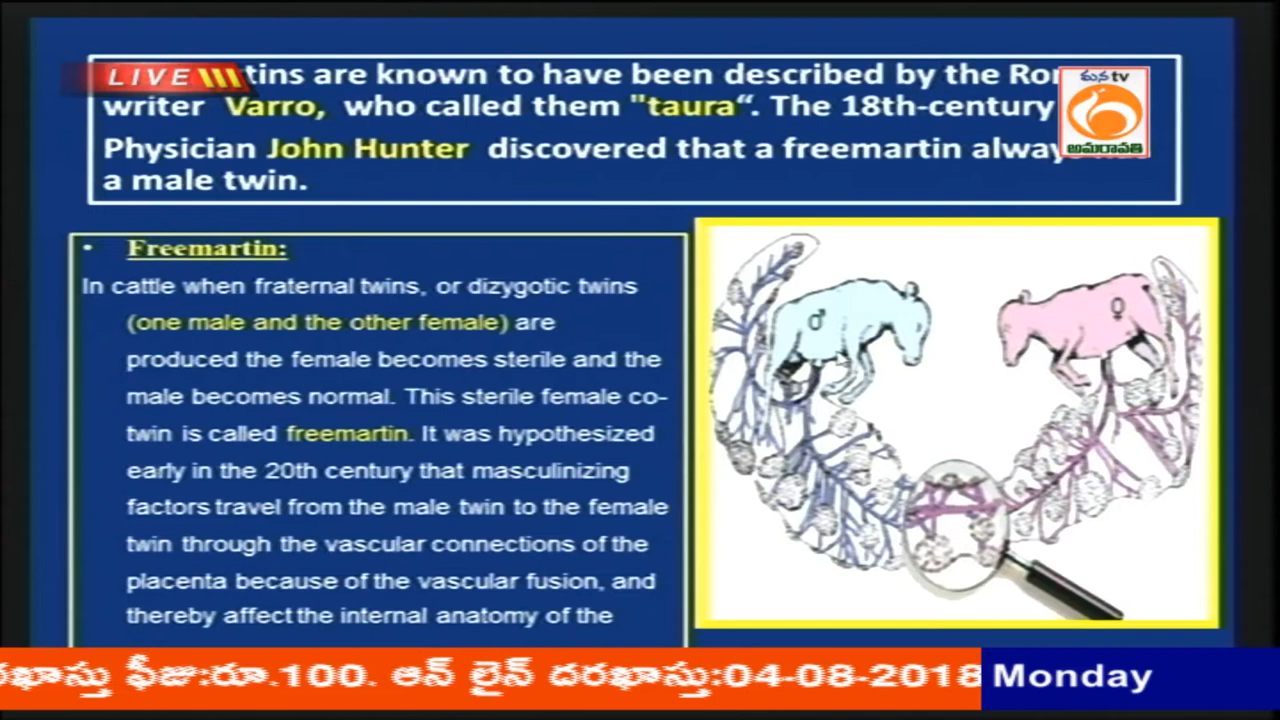 LIVE
tins are known to have been described by the Ro
మన tv
writer Varro, who called them "taura“. The 18th-century
Physician John Hunter discovered that a freemartin alway
అమరావతి
a male twin.
• Freemartin:
In cattle when fraternal twins, or dizygotic twins
(one male and the other female) are
produced the female becomes sterile and the
male becomes normal. This sterile female co-
twin is called freemartin. It was hypothesized
early in the 20th century that masculinizing
factors travel from the male twin to the female
twin through the vascular connections of the
placenta because of the vascular fusion, and
thereby affect the internal anatomy of the
♂
♀
రఖాస్తు ఫీజు:రూ.100. ఆన్ లైన్ దరఖాస్తు:04-08-2018
Monday